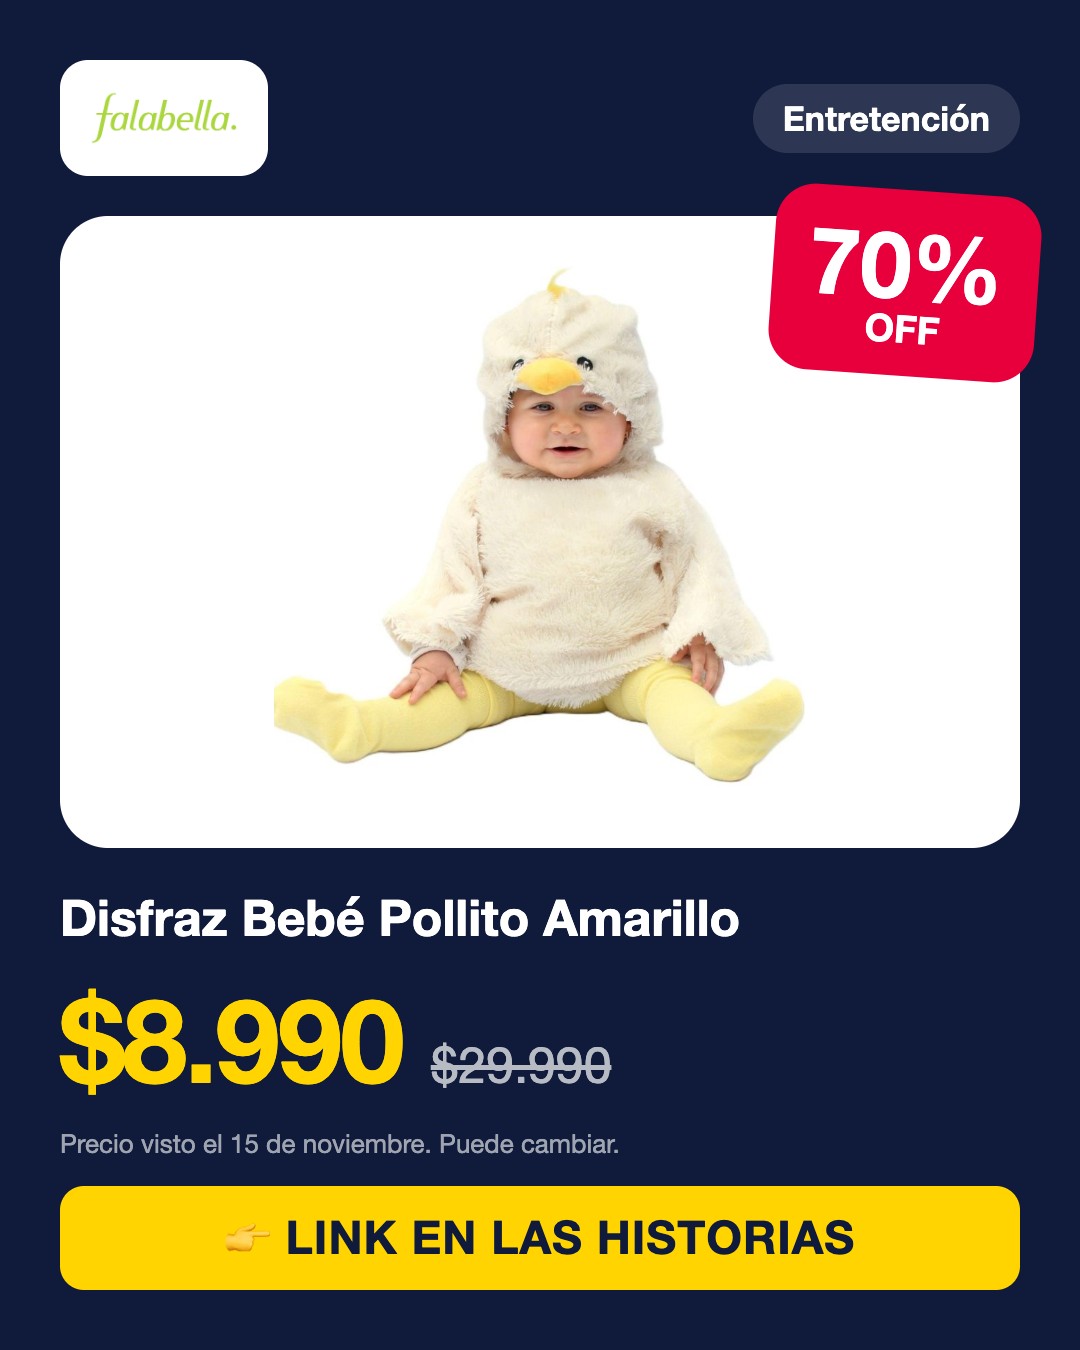 falabella.
Entretención
70%
OFF
Disfraz Bebé Pollito Amarillo
$8.990 $29.990
Precio visto el 15 de noviembre. Puede cambiar.
👉 LINK EN LAS HISTORIAS